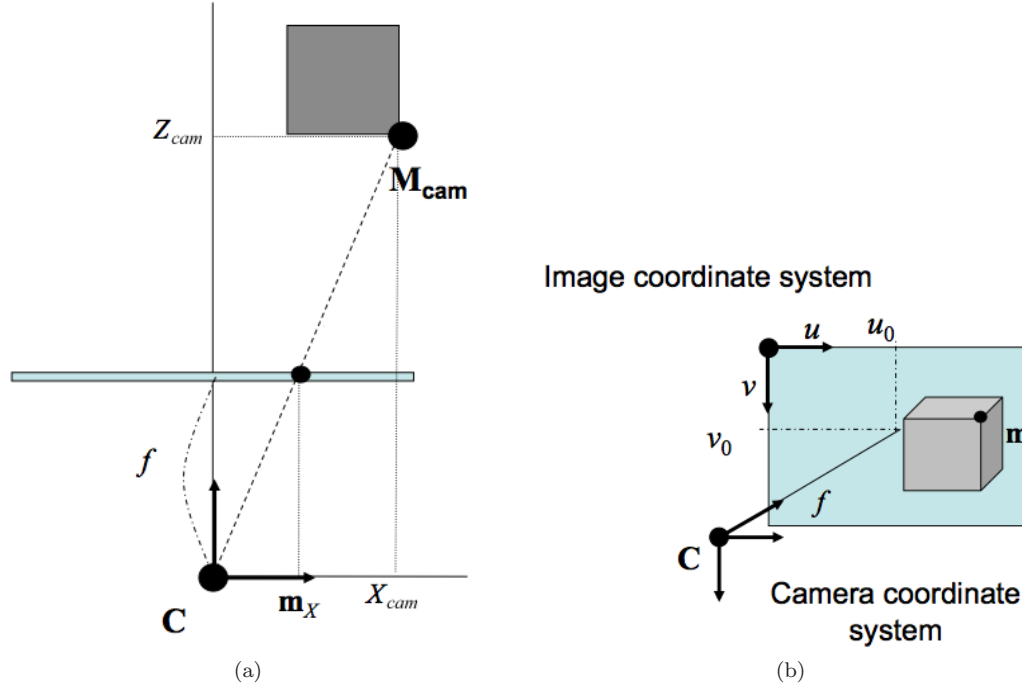 Z_cam
M_cam
f
C
m_X
X_cam
(a)
Image coordinate system
u
u_0
v
v_0
m
f
C
Camera coordinate
system
(b)